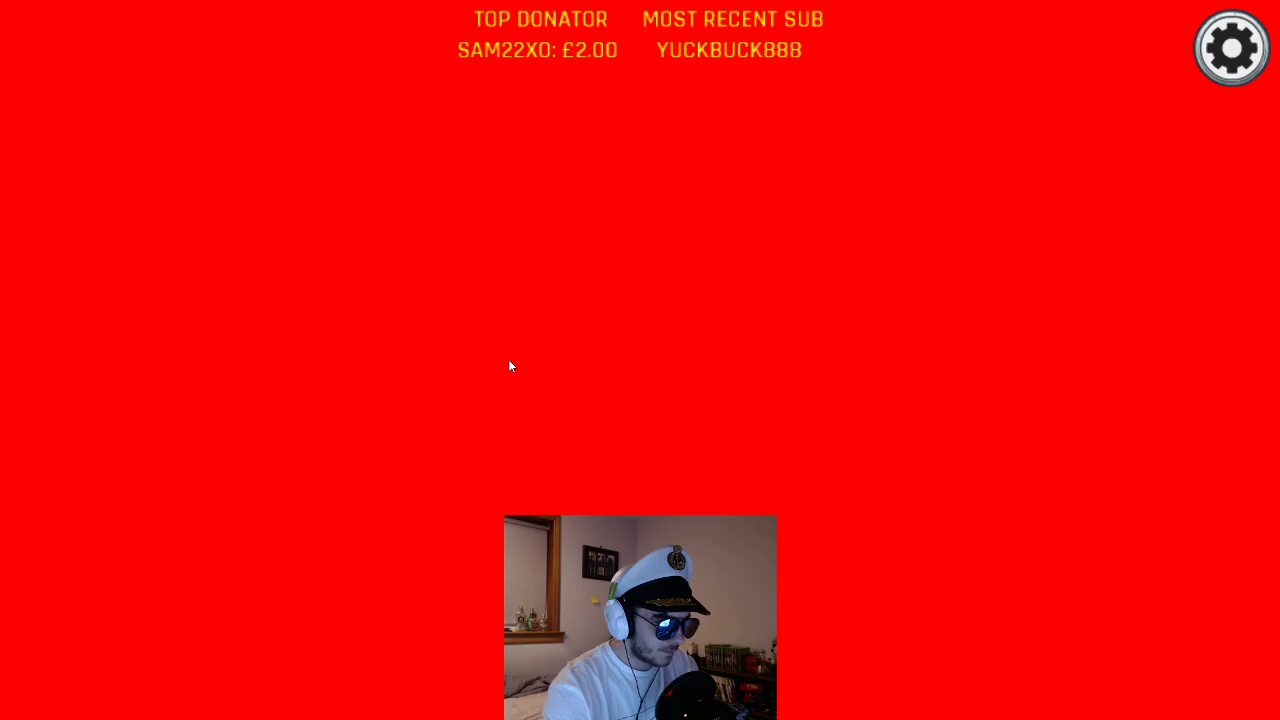 TOP DONATOR MOST RECENT SUB
SAM22XO: £2.00 YUCKBUCK888